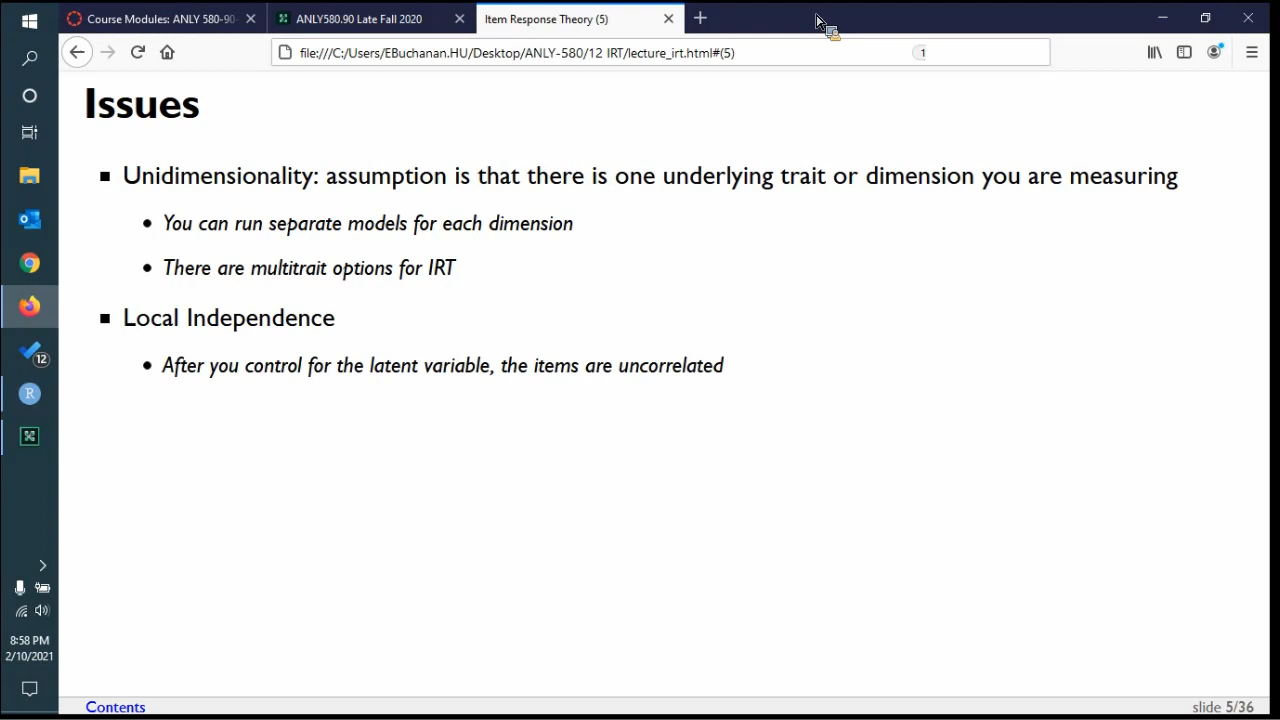 Course Modules: ANLY 580-90-
ANLY580.90 Late Fall 2020
Item Response Theory (5)
file:///C:/Users/EBuchanan.HU/Desktop/ANLY-580/12 IRT/lecture_irt.html#(5)
1
Issues
Unidimensionality: assumption is that there is one underlying trait or dimension you are measuring
You can run separate models for each dimension
There are multitrait options for IRT
Local Independence
After you control for the latent variable, the items are uncorrelated
12
R
8:58 PM
2/10/2021
Contents
slide 5/36